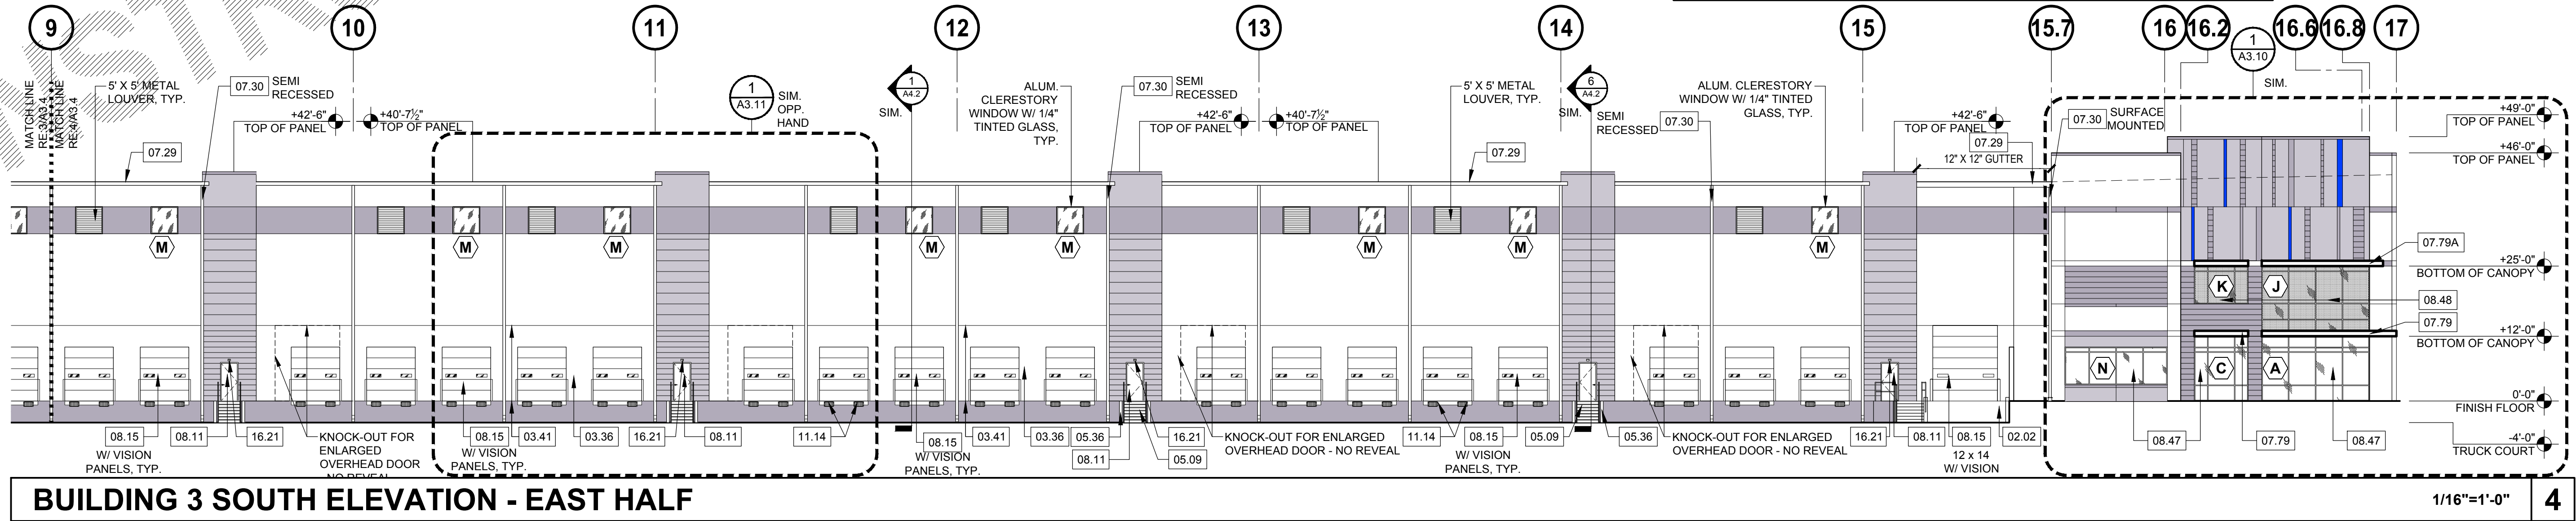 9
10
11
12
13
14
15
15.7
16
16.2
16.6
16.8
17
1
A3.10
SIM.
MATCH LINE
RE:3/A3.4
MATCH LINE
RE:4/A3.4
5' X 5' METAL
LOUVER, TYP.
07.30
SEMI
RECESSED
+42'-6"
TOP OF PANEL
+40'-7½"
TOP OF PANEL
1
A3.11
SIM.
OPP.
HAND
1
A4.2
SIM.
ALUM.
CLERESTORY
WINDOW W/ 1/4"
TINTED GLASS,
TYP.
07.30
SEMI
RECESSED
+42'-6"
TOP OF PANEL
+40'-7½"
TOP OF PANEL
5' X 5' METAL
LOUVER, TYP.
6
A4.2
SIM.
SEMI
RECESSED
07.30
ALUM. CLERESTORY
WINDOW W/ 1/4" TINTED
GLASS, TYP.
+42'-6"
TOP OF PANEL
07.29
12" X 12" GUTTER
07.30
SURFACE
MOUNTED
+49'-0"
TOP OF PANEL
+46'-0"
TOP OF PANEL
07.29
07.29
M
M
M
M
M
M
M
M
07.79A
+25'-0"
BOTTOM OF CANOPY
K
J
08.48
07.79
+12'-0"
BOTTOM OF CANOPY
N
C
A
0'-0"
FINISH FLOOR
-4'-0"
TRUCK COURT
08.15
W/ VISION
PANELS, TYP.
08.11
16.21
KNOCK-OUT FOR
ENLARGED
OVERHEAD DOOR
- NO REVEAL
08.15
W/ VISION
PANELS, TYP.
03.41
03.36
16.21
08.11
11.14
08.15
W/ VISION
PANELS, TYP.
03.41
03.36
05.36
08.11
16.21
05.09
KNOCK-OUT FOR ENLARGED
OVERHEAD DOOR - NO REVEAL
11.14
08.15
W/ VISION
PANELS, TYP.
05.09
05.36
KNOCK-OUT FOR ENLARGED
OVERHEAD DOOR - NO REVEAL
16.21
08.11
08.15
12 x 14
W/ VISION
02.02
08.47
07.79
08.47
BUILDING 3 SOUTH ELEVATION - EAST HALF
1/16"=1'-0"
4